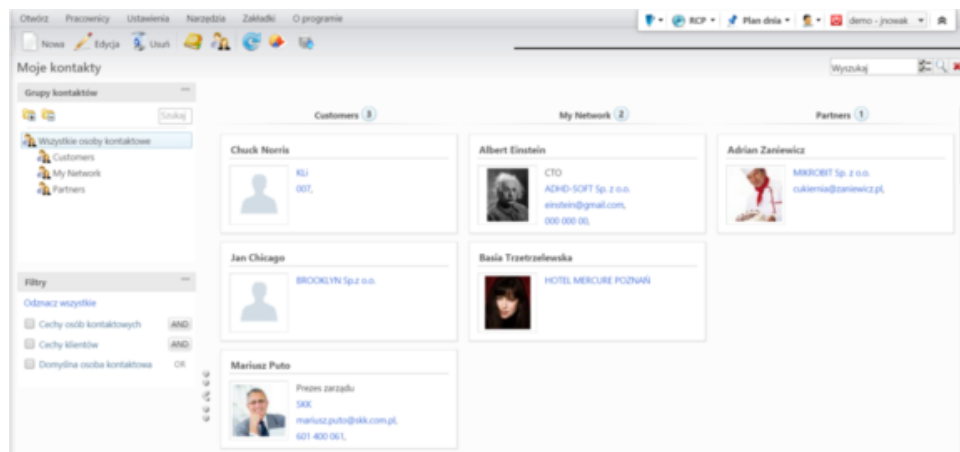 Otwórz Pracownicy Ustawienia Narzędzia Zakładki O programie
RCP Plan dnia demo - jnowak
Nowa Edycja Usuń
Moje kontakty
Wyszukaj
Grupy kontaktów
Szukaj
Wszystkie osoby kontaktowe
Customers
My Network
Partners
Filtry
Odznacz wszystkie
Cechy osób kontaktowych AND
Cechy klientów AND
Domyślna osoba kontaktowa OR
Customers 3
Chuck Norris
KLi
007,
Jan Chicago
BROOKLYN Sp.z o.o.
Mariusz Puto
Prezes zarządu
SKK
mariusz.puto@skk.com.pl,
601 400 061,
My Network 2
Albert Einstein
CTO
ADHD-SOFT Sp. z o.o.
einstein@gmail.com,
000 000 00,
Basia Trzetrzelewska
HOTEL MERCURE POZNAŃ
Partners 1
Adrian Zaniewicz
MIKROBIT Sp. z o.o.
cukiernia@zaniewicz.pl,